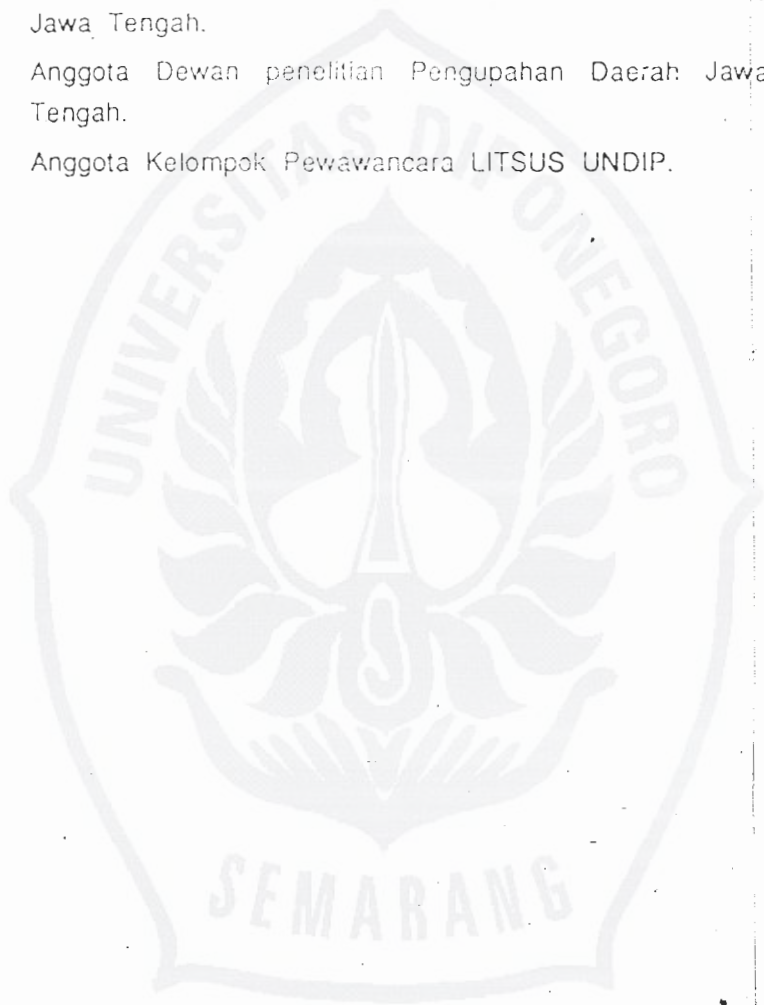 Jawa Tengah.
Anggota Dewan penelitian Pengupahan Daerah Jawa
Tengah.
Anggota Kelompok Pewawancara LITSUS UNDIP.
UNIVERSITAS DIPONEGORO
SEMARANG